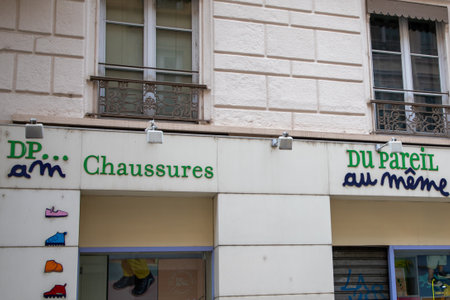 DP...
am
Chaussures
DU PaReiL
au même